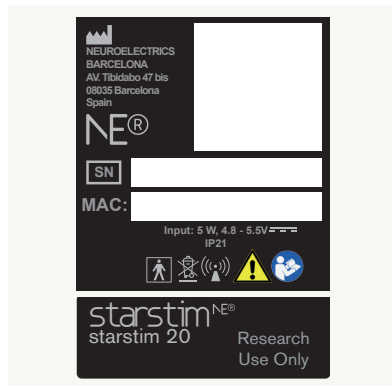 NEUROELECTRICS
BARCELONA
AV. Tibidabo 47 bis
08035 Barcelona
Spain
NE®
SN
MAC:
Input: 5 W, 4.8 - 5.5V
IP21
starstim NE®
starstim 20
Research
Use Only